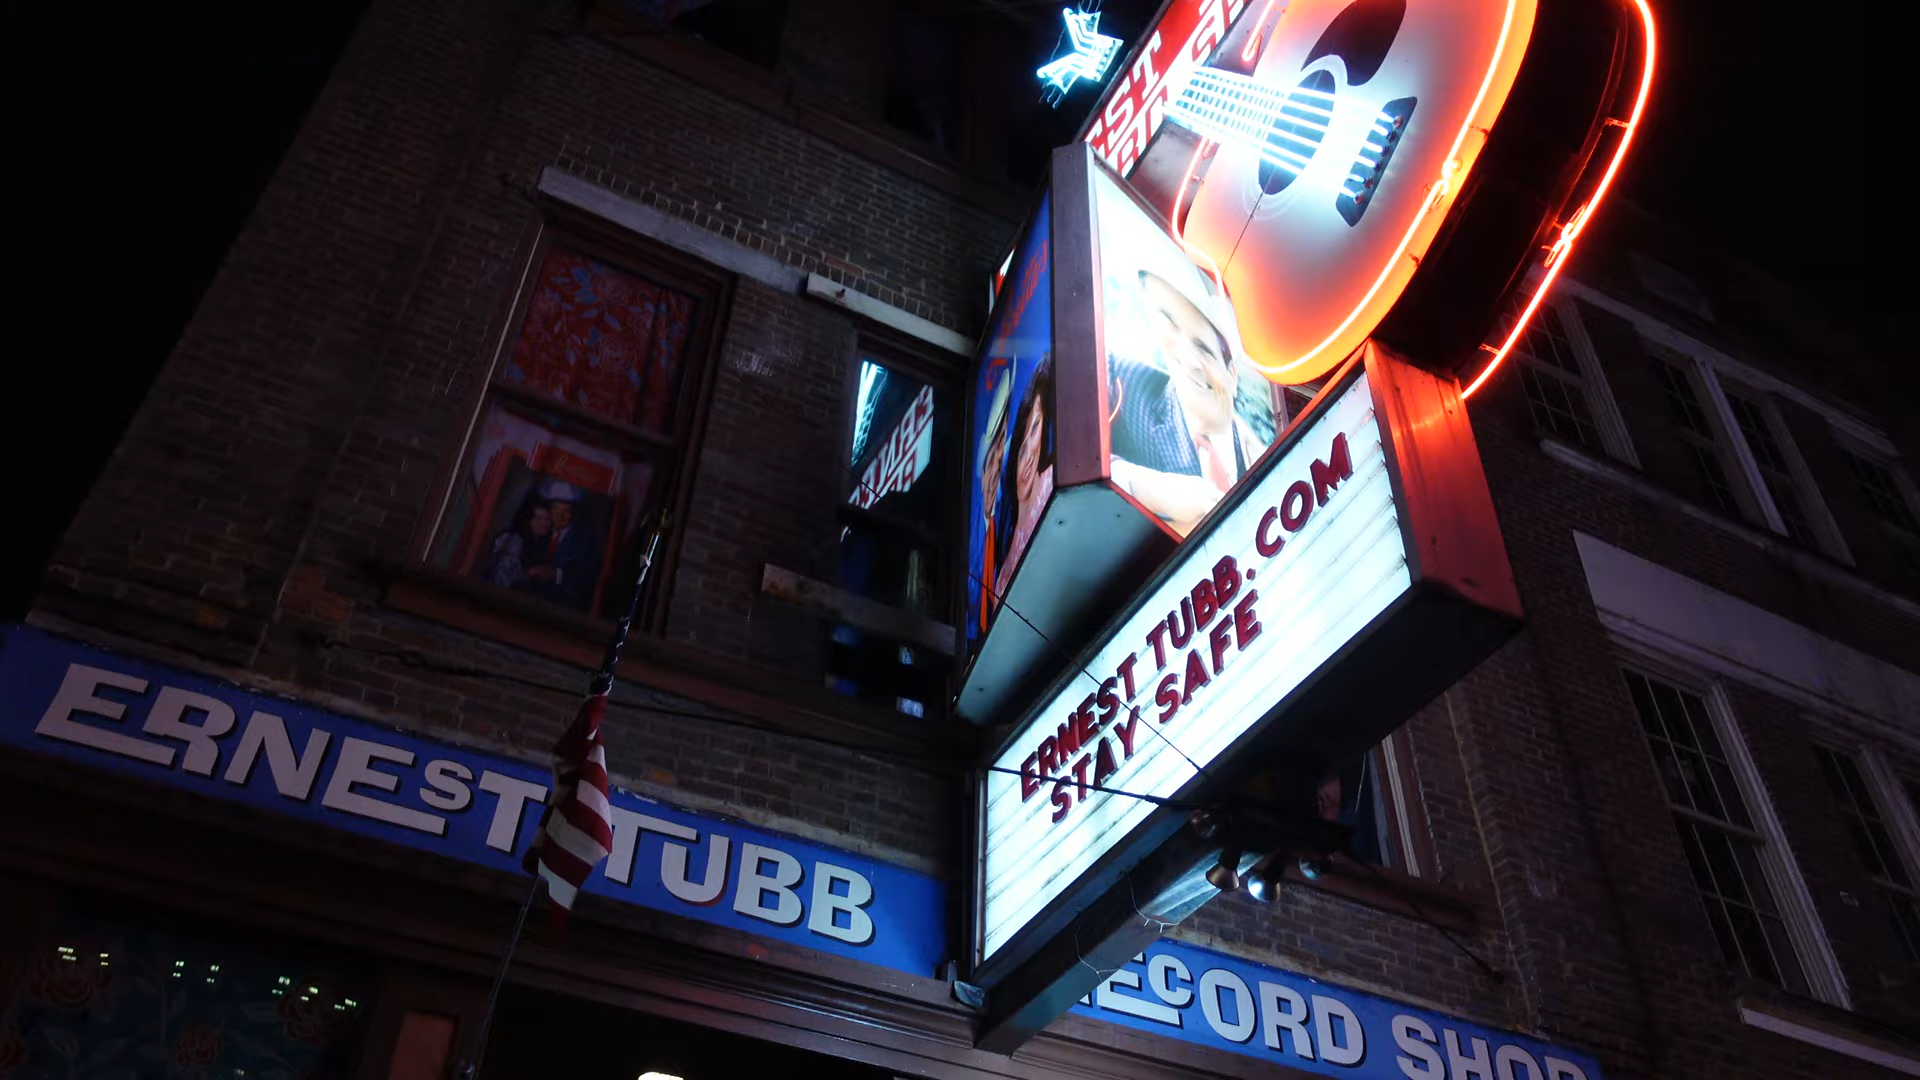 ERNEST TUBB.COM
STAY SAFE
ERNEST TUBB
RECORD SHOP